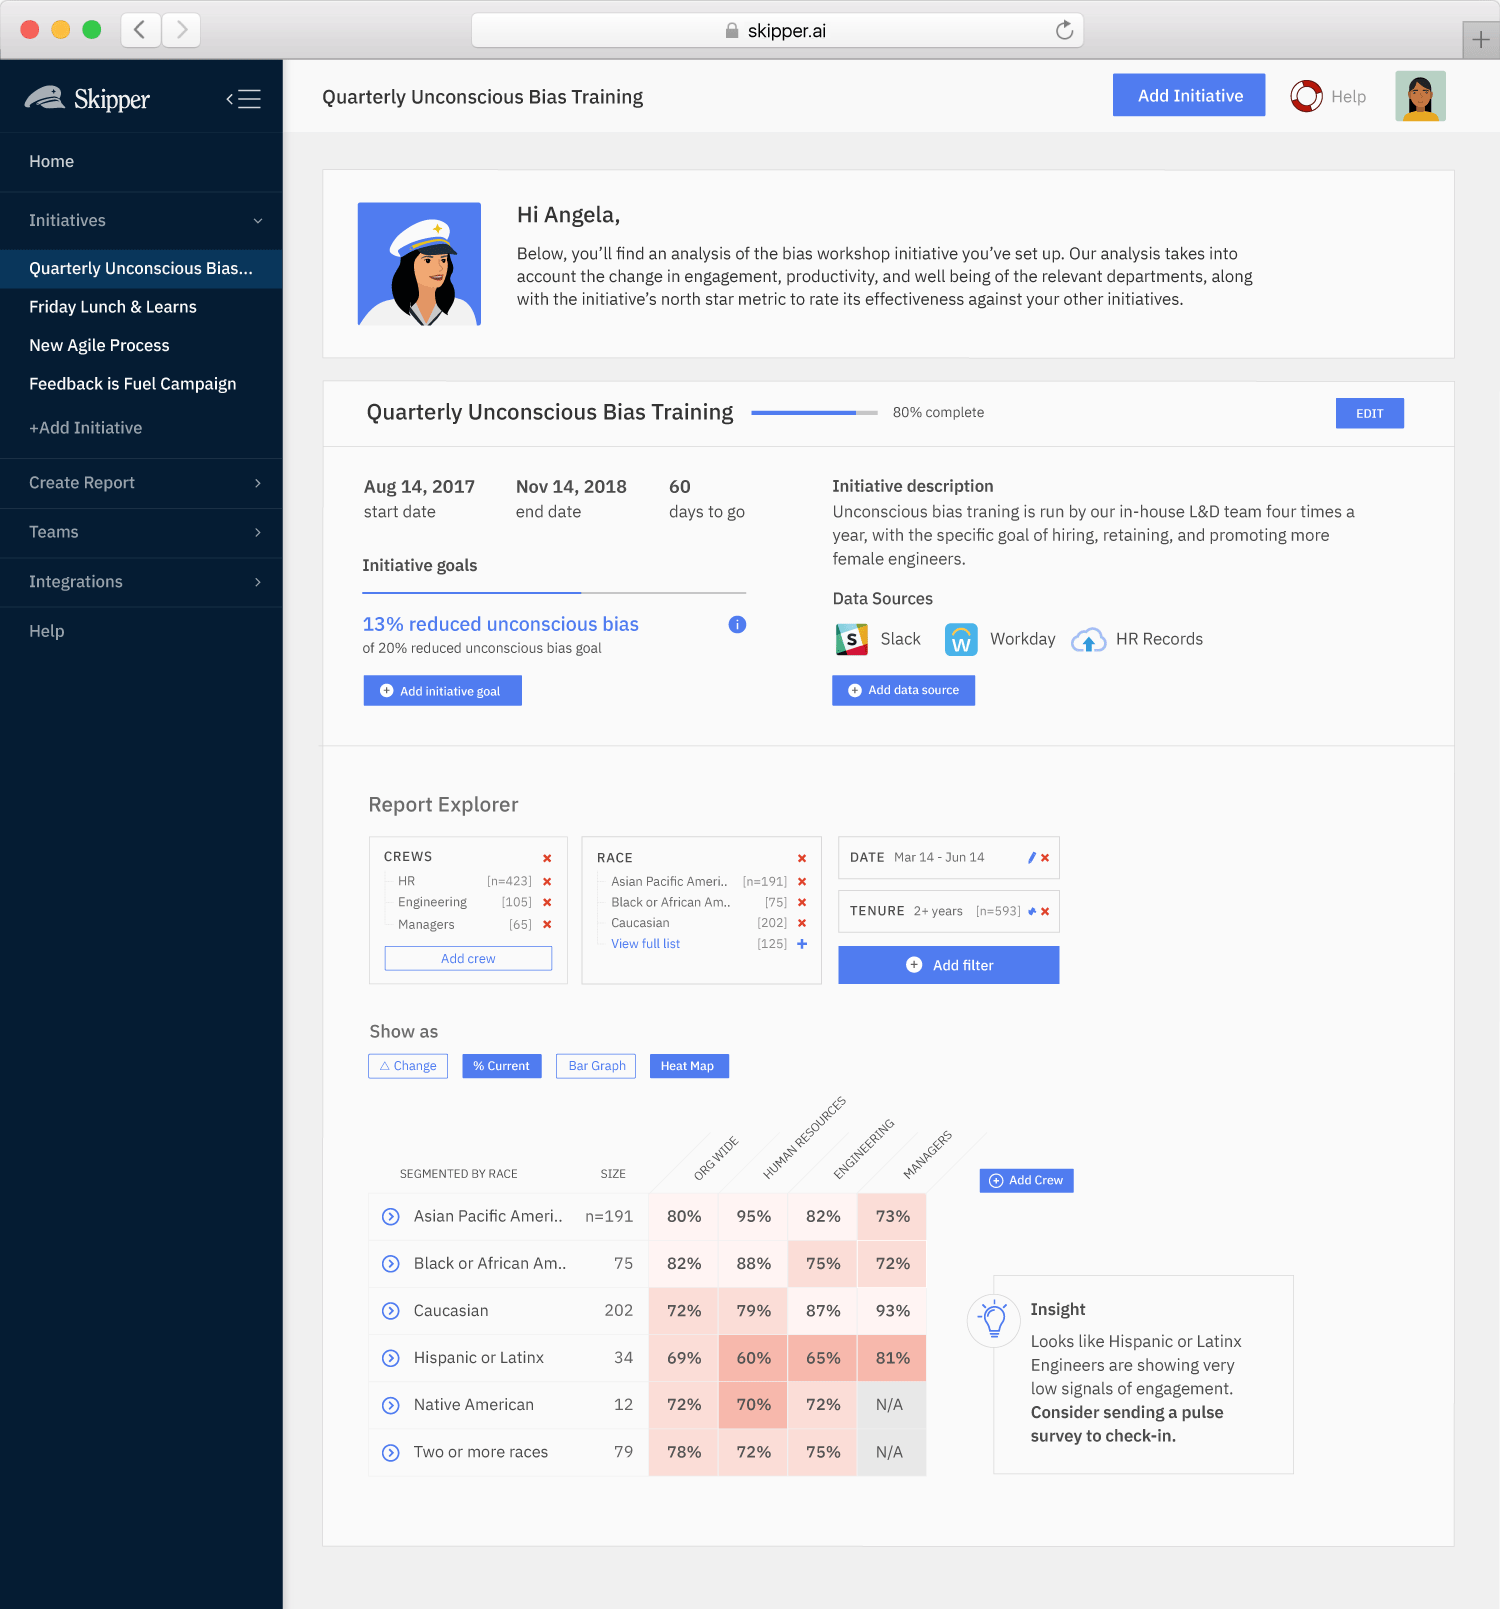 skipper.ai
Skipper
Quarterly Unconscious Bias Training
Add Initiative
Help
Home
Initiatives
Quarterly Unconscious Bias...
Friday Lunch & Learns
New Agile Process
Feedback is Fuel Campaign
+Add Initiative
Create Report
Teams
Integrations
Help
Hi Angela,
Below, you'll find an analysis of the bias workshop initiative you've set up. Our analysis takes into
account the change in engagement, productivity, and well being of the relevant departments, along
with the initiative's north star metric to rate its effectiveness against your other initiatives.
Quarterly Unconscious Bias Training 80% complete
EDIT
Aug 14, 2017 Nov 14, 2018 60
start date end date days to go
Initiative goals
13% reduced unconscious bias
of 20% reduced unconscious bias goal
Add initiative goal
Initiative description
Unconscious bias traning is run by our in-house L&D team four times a
year, with the specific goal of hiring, retaining, and promoting more
female engineers.
Data Sources
Slack Workday HR Records
Add data source
Report Explorer
CREWS
HR [n=423]
Engineering [105]
Managers [65]
Add crew
RACE
Asian Pacific Ameri.. [n=191]
Black or African Am.. [75]
Caucasian [202]
View full list [125]
DATE Mar 14 - Jun 14
TENURE 2+ years [n=593]
Add filter
Show as
△ Change % Current Bar Graph Heat Map
SEGMENTED BY RACE SIZE ORG WIDE HUMAN RESOURCES ENGINEERING MANAGERS
Add Crew
Asian Pacific Ameri.. n=191 80% 95% 82% 73%
Black or African Am.. 75 82% 88% 75% 72%
Caucasian 202 72% 79% 87% 93%
Hispanic or Latinx 34 69% 60% 65% 81%
Native American 12 72% 70% 72% N/A
Two or more races 79 78% 72% 75% N/A
Insight
Looks like Hispanic or Latinx
Engineers are showing very
low signals of engagement.
Consider sending a pulse
survey to check-in.